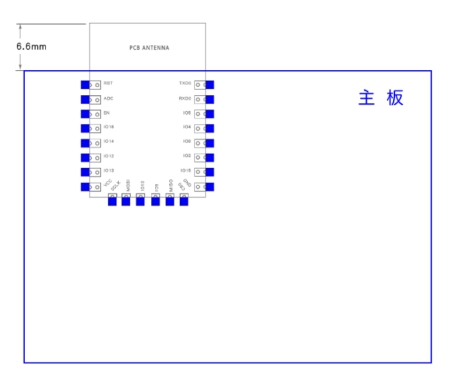 6.6mm
PCB ANTENNA
主 板
RST
TXD0
ADC
RXD0
EN
IO5
IO16
IO4
IO14
IO0
IO12
IO2
IO13
IO15
VCC
GND
SCLK
MOSI
IO10
IO9
MISO